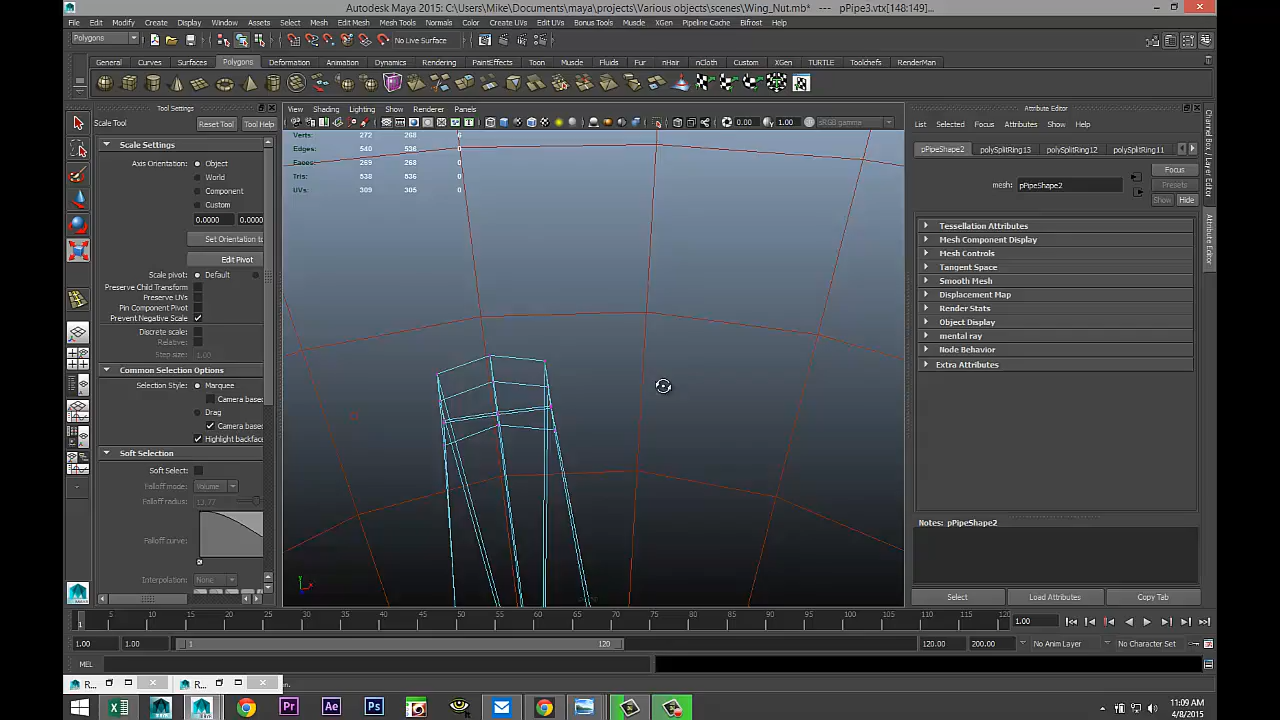 Autodesk Maya 2015: C:\Users\Mike\Documents\maya\projects\Various objects\scenes\Wing_Nut.mb* --- pPipe3.vtx[148:149]...
File Edit Modify Create Display Window Assets Select Mesh Edit Mesh Mesh Tools Normals Color Create UVs Edit UVs Bonus Tools Muscle XGen Pipeline Cache Bifrost Help
Polygons No Live Surface
General Curves Surfaces Polygons Deformation Animation Dynamics Rendering PaintEffects Toon Muscle Fluids Fur nHair nCloth Custom XGen TURTLE Toolchefs RenderMan
Tool Settings
Scale Tool Reset Tool Tool Help
Scale Settings
Axis Orientation: Object
World
Component
Custom
0.0000 0.0000
Set Orientation to
Edit Pivot
Scale pivot: Default
Preserve Child Transform
Preserve UVs
Pin Component Pivot
Prevent Negative Scale
Discrete scale:
Relative:
Step size: 1.00
Common Selection Options
Selection Style: Marquee
Camera base
Drag
Camera base
Highlight backface
Soft Selection
Soft Select
Falloff mode: Volume
Falloff radius:
Falloff curve:
Interpolation: None
View Shading Lighting Show Renderer Panels
0.00 1.00 sRGB gamma
Verts: 272 268
Edges: 540 536 0
Faces: 269 268 0
Tris: 538 536 0
UVs: 309 305 0
Attribute Editor
List Selected Focus Attributes Show Help
pPipeShape2 polySplitRing13 polySplitRing12 polySplitRing11
Focus
mesh: pPipeShape2 Presets
Show Hide
Tessellation Attributes
Mesh Component Display
Mesh Controls
Tangent Space
Smooth Mesh
Displacement Map
Render Stats
Object Display
mental ray
Node Behavior
Extra Attributes
Notes: pPipeShape2
Select Load Attributes Copy Tab
Channel Box / Layer Editor
Attribute Editor
1 5 10 15 20 25 30 35 40 45 50 55 60 65 70 75 80 85 90 95 100 105 110 115 120 1.00
1.00 1.00 1 120 120.00 200.00 No Anim Layer No Character Set
MEL
R... R...
Pr Ae Ps
11:09 AM
4/8/2015